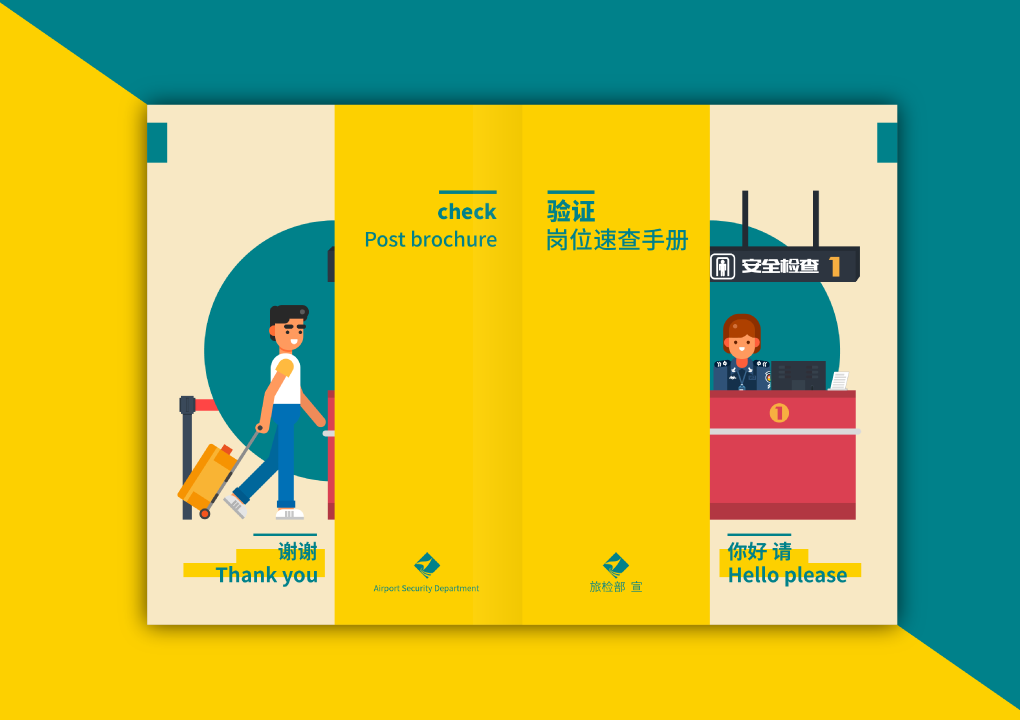 check
Post brochure
验证
岗位速查手册
安全检查 1
1
谢谢
Thank you
你好 请
Hello please
Airport Security Department
旅检部 宣